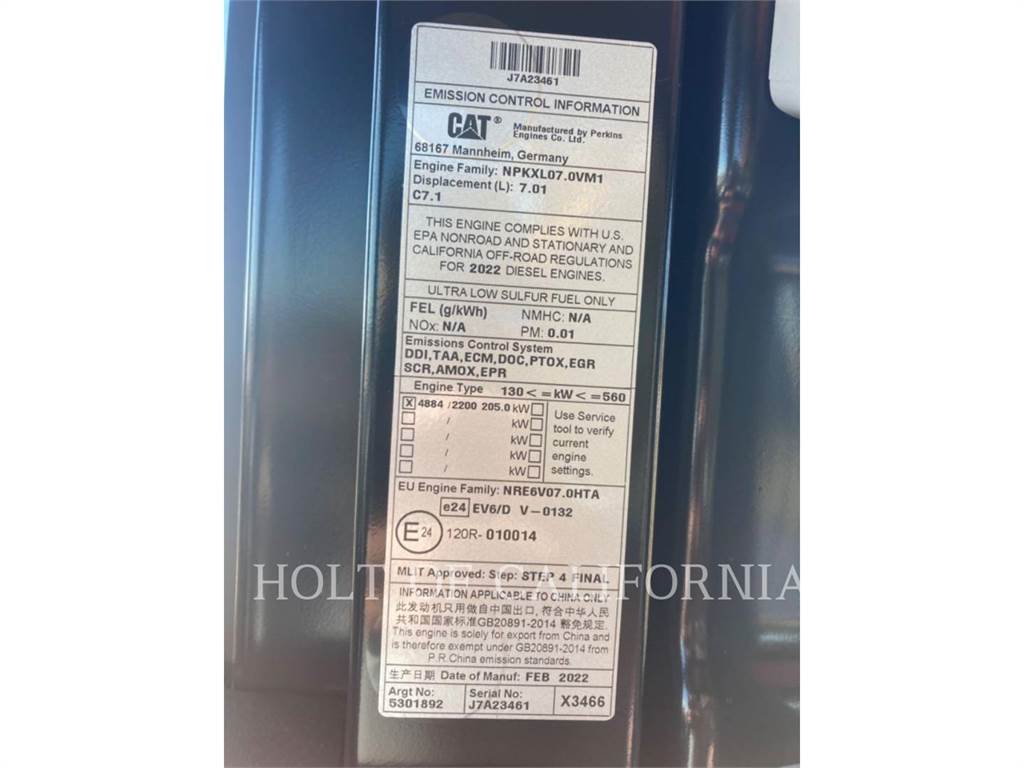 J7A23461
EMISSION CONTROL INFORMATION
CAT® Manufactured by Perkins
Engines Co. Ltd.
68167 Mannheim, Germany
Engine Family: NPKXL07.0VM1
Displacement (L): 7.01
C7.1
THIS ENGINE COMPLIES WITH U.S.
EPA NONROAD AND STATIONARY AND
CALIFORNIA OFF-ROAD REGULATIONS
FOR 2022 DIESEL ENGINES.
ULTRA LOW SULFUR FUEL ONLY
FEL (g/kWh) NMHC: N/A
NOx: N/A PM: 0.01
Emissions Control System
DDI,TAA,ECM,DOC,PTOX,EGR
SCR,AMOX,EPR
Engine Type 130<=kW<=560
X 4884 /2200 205.0 kW
/ kW
/ kW
/ kW
/ kW
Use Service
tool to verify
current
engine
settings.
EU Engine Family: NRE6V07.0HTA
e24 EV6/D V-0132
E24 120R-010014
MLIT Approved: Step: STEP 4 FINAL
INFORMATION APPLICABLE TO CHINA ONLY
此发动机只用做自中国出口, 符合中华人民
共和国国家标准GB20891-2014 豁免规定.
This engine is solely for export from China and
is therefore exempt under GB20891-2014 from
P.R.China emission standards.
生产日期 Date of Manuf: FEB 2022
Argt No:
5301892
Serial No:
J7A23461
X3466
HOLT OF CALIFORNIA